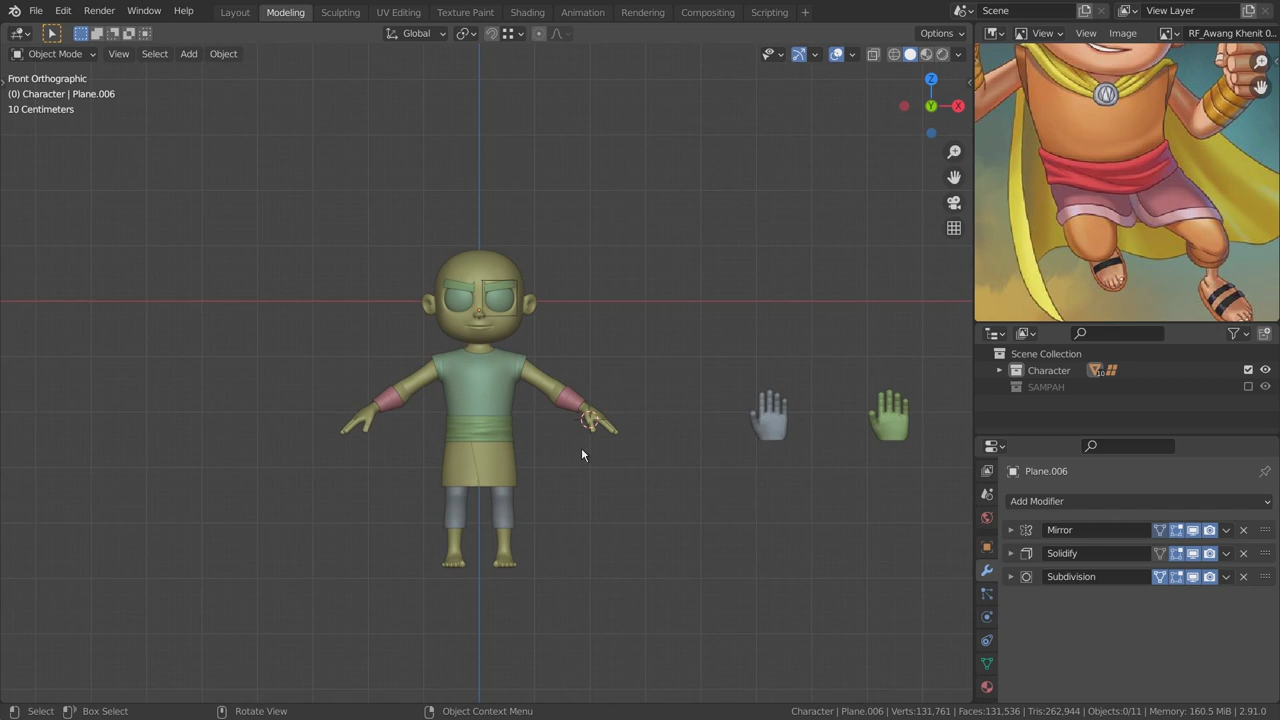 File Edit Render Window Help Layout Modeling Sculpting UV Editing Texture Paint Shading Animation Rendering Compositing Scripting + Scene View Layer
Global Options View View Image RF_Awang Khenit 0...
Object Mode View Select Add Object
Front Orthographic
(0) Character | Plane.006
10 Centimeters
Z
Y
X
Scene Collection
Character 10
SAMPAH
Plane.006
Add Modifier
Mirror
Solidify
Subdivision
Select Box Select Rotate View Object Context Menu Character | Plane.006 | Verts:131,761 | Faces:131,536 | Tris:262,944 | Objects:0/11 | Memory: 160.5 MiB | 2.91.0